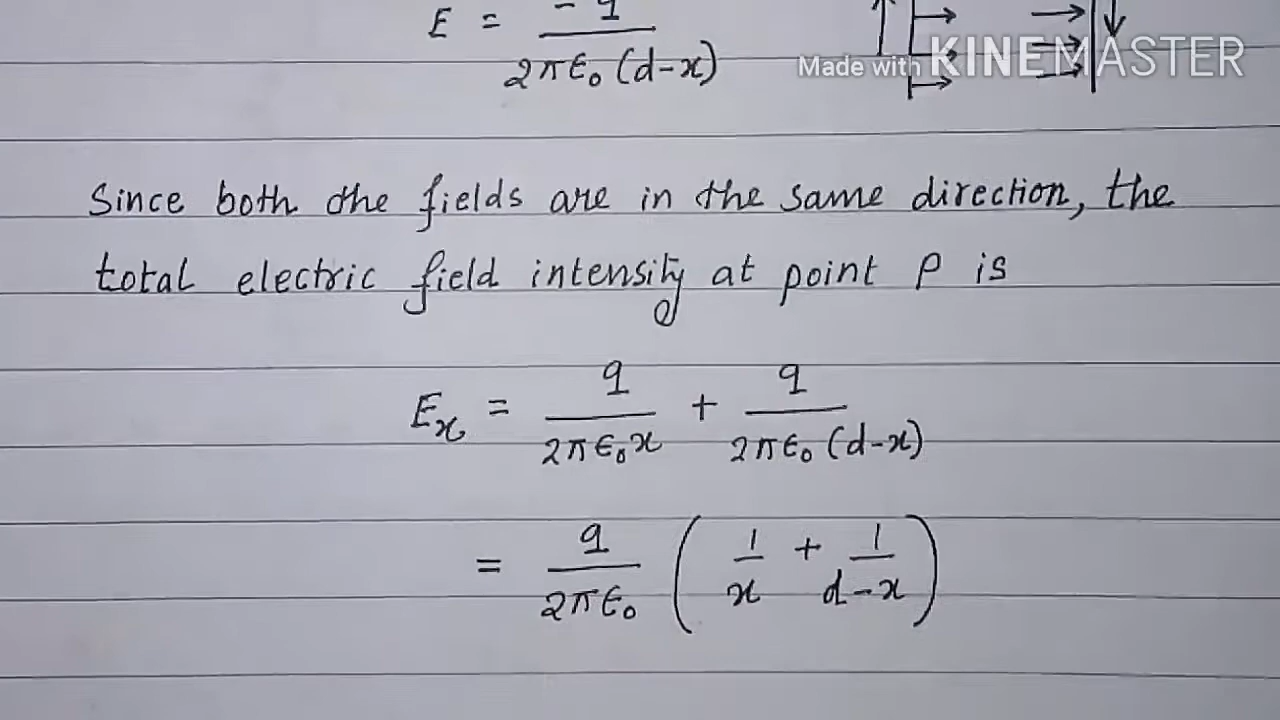 E = -q / 2πϵ₀(d-x)
Made with KINEMASTER
Since both the fields are in the same direction, the
total electric field intensity at point P is
Eₓ = q / 2πϵ₀x + q / 2πϵ₀(d-x)
= q / 2πϵ₀ ( 1/x + 1/d-x )